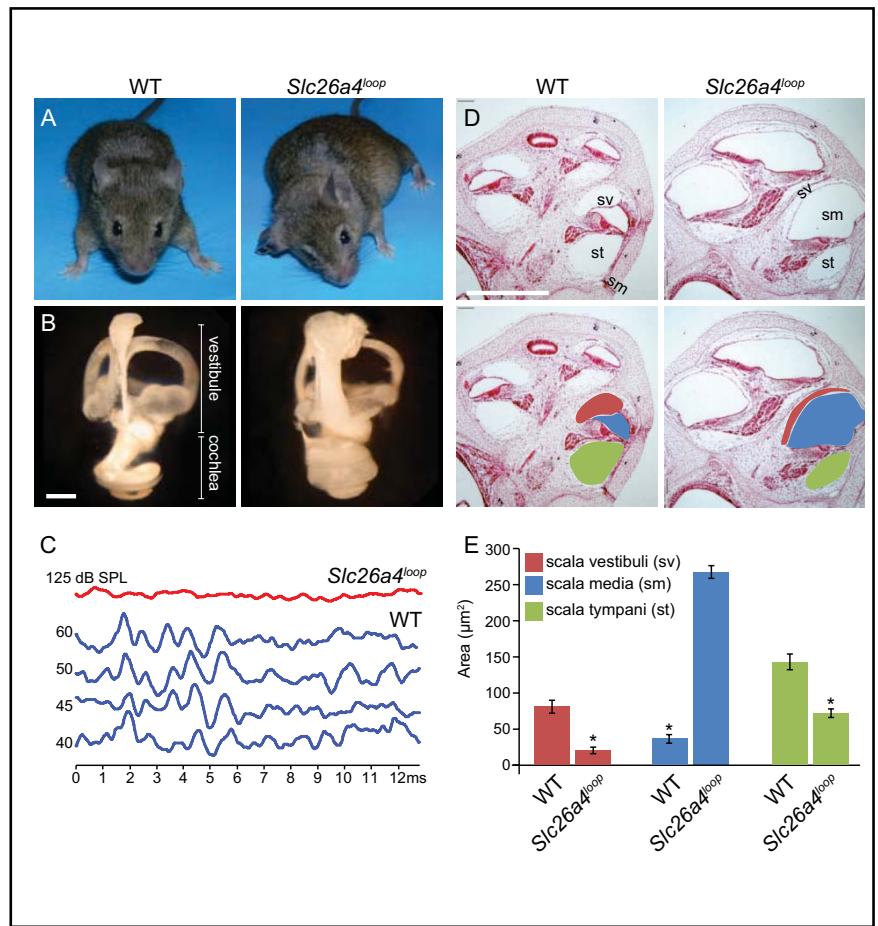 WT Slc26a4loop
A
B
vestibule
cochlea
C
125 dB SPL Slc26a4loop
WT
60
50
45
40
0 1 2 3 4 5 6 7 8 9 10 11 12ms
WT Slc26a4loop
D
sv
st
sm
sv
sm
st
E
300
250
200
150
100
50
0
Area (µm²)
scala vestibuli (sv)
scala media (sm)
scala tympani (st)
* * *
WT Slc26a4loop WT Slc26a4loop WT Slc26a4loop